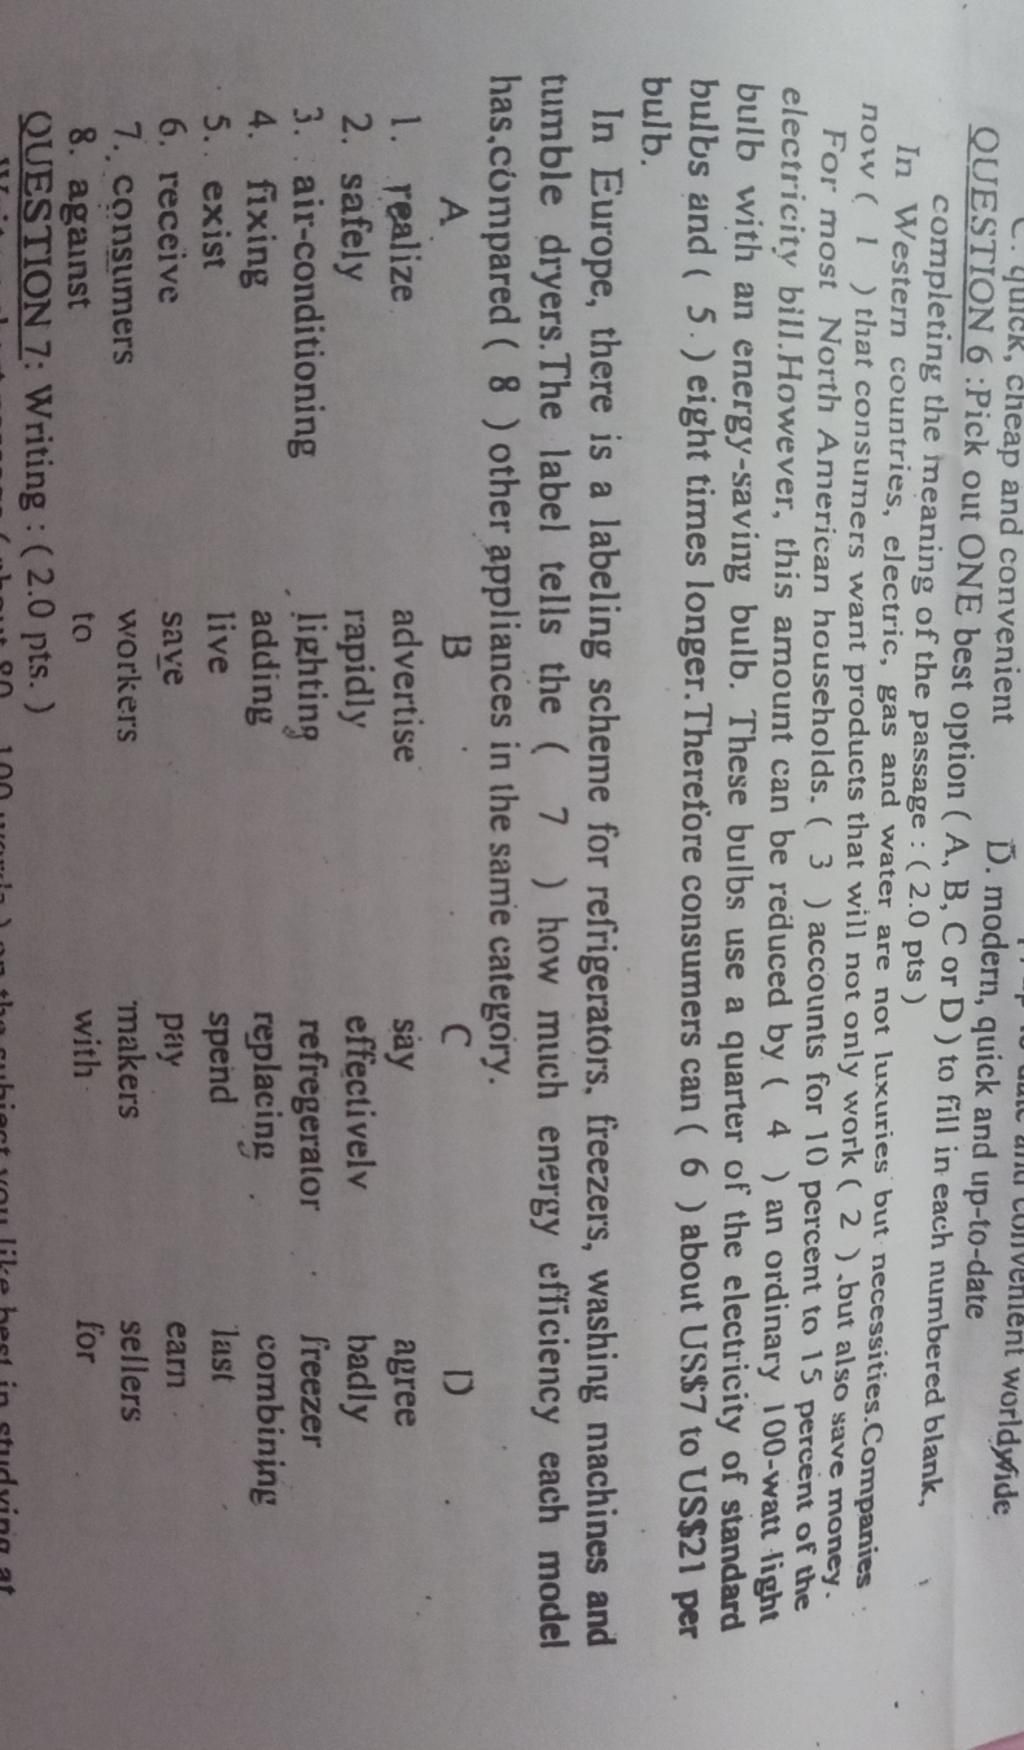 C. quick, cheap and convenient D. modern, quick and up-to-date
QUESTION 6 :Pick out ONE best option ( A, B, C or D ) to fill in each numbered blank,
completing the meaning of the passage : ( 2.0 pts )
In Western countries, electric, gas and water are not luxuries but necessities.Companies
now ( 1 ) that consumers want products that will not only work ( 2 ) but also save money.
For most North American households, ( 3 ) accounts for 10 percent to 15 percent of the
electricity bill.However, this amount can be reduced by ( 4 ) an ordinary 100-watt light
bulb with an energy-saving bulb. These bulbs use a quarter of the electricity of standard
bulbs and ( 5 ) eight times longer.Therefore consumers can ( 6 ) about US$7 to US$21 per
bulb.
In Europe, there is a labeling scheme for refrigerators, freezers, washing machines and
tumble dryers.The label tells the ( 7 ) how much energy efficiency each model
has,compared ( 8 ) other appliances in the same category.
A B C D
1. realize advertise say agree
2. safely rapidly effectively badly
3. air-conditioning lighting refregerator freezer
4. fixing adding replacing combining
5. exist live spend last
6. receive save pay earn
7. consumers workers makers sellers
8. against to with for
QUESTION 7: Writing : ( 2.0 pts. )